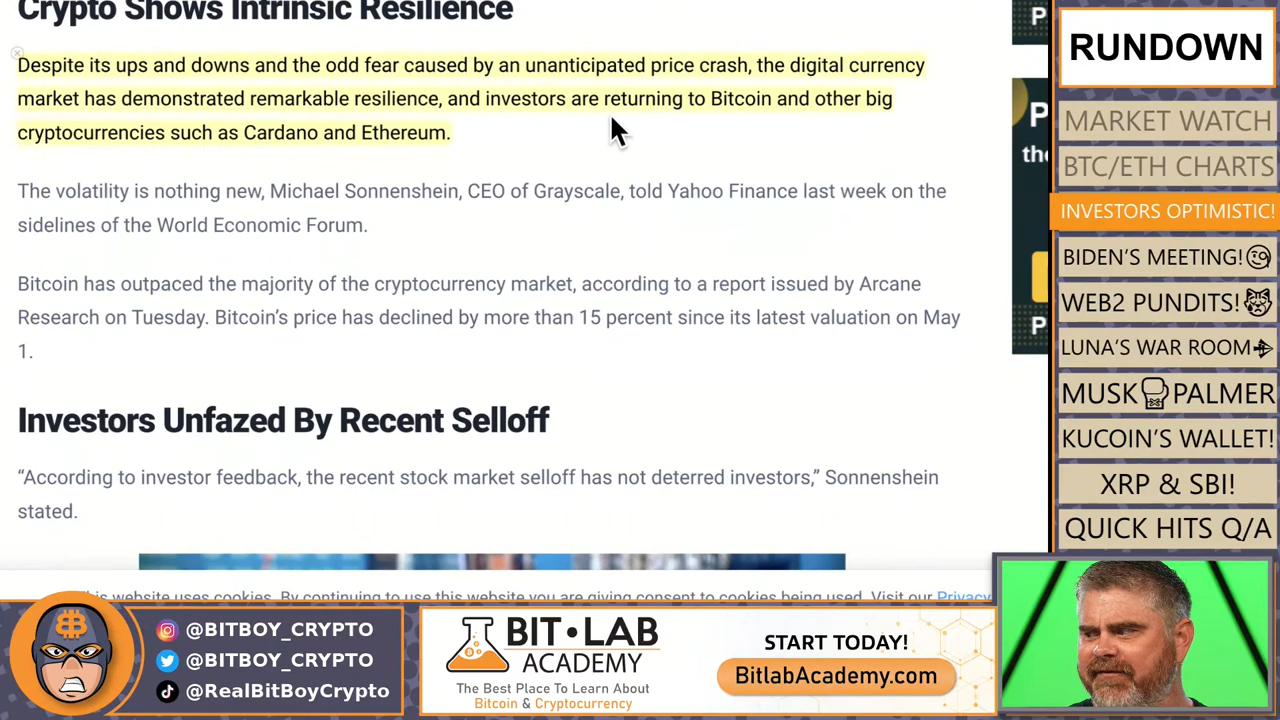 Crypto Shows Intrinsic Resilience
Despite its ups and downs and the odd fear caused by an unanticipated price crash, the digital currency
market has demonstrated remarkable resilience, and investors are returning to Bitcoin and other big
cryptocurrencies such as Cardano and Ethereum.
The volatility is nothing new, Michael Sonnenshein, CEO of Grayscale, told Yahoo Finance last week on the
sidelines of the World Economic Forum.
Bitcoin has outpaced the majority of the cryptocurrency market, according to a report issued by Arcane
Research on Tuesday. Bitcoin's price has declined by more than 15 percent since its latest valuation on May
1.
Investors Unfazed By Recent Selloff
“According to investor feedback, the recent stock market selloff has not deterred investors,” Sonnenshein
stated.
is website uses cookies. By continuing to use this website you are giving consent to cookies being used. Visit our Privacy
P
P
the
P
RUNDOWN
MARKET WATCH
BTC/ETH CHARTS
INVESTORS OPTIMISTIC!
BIDEN'S MEETING!
WEB2 PUNDITS!
LUNA'S WAR ROOM
MUSK PALMER
KUCOIN'S WALLET!
XRP & SBI!
QUICK HITS Q/A
@BITBOY_CRYPTO
@BITBOY_CRYPTO
@RealBitBoyCrypto
BIT•LAB
ACADEMY
The Best Place To Learn About
Bitcoin & Cryptocurrency
START TODAY!
BitlabAcademy.com